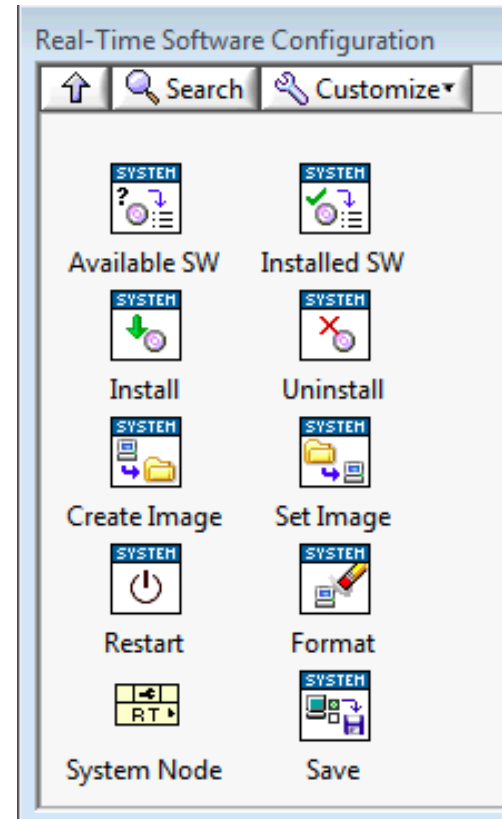 Real-Time Software Configuration
Search Customize
SYSTEM SYSTEM
?
Available SW Installed SW
SYSTEM SYSTEM
Install Uninstall
SYSTEM SYSTEM
Create Image Set Image
SYSTEM SYSTEM
Restart Format
RT SYSTEM
System Node Save